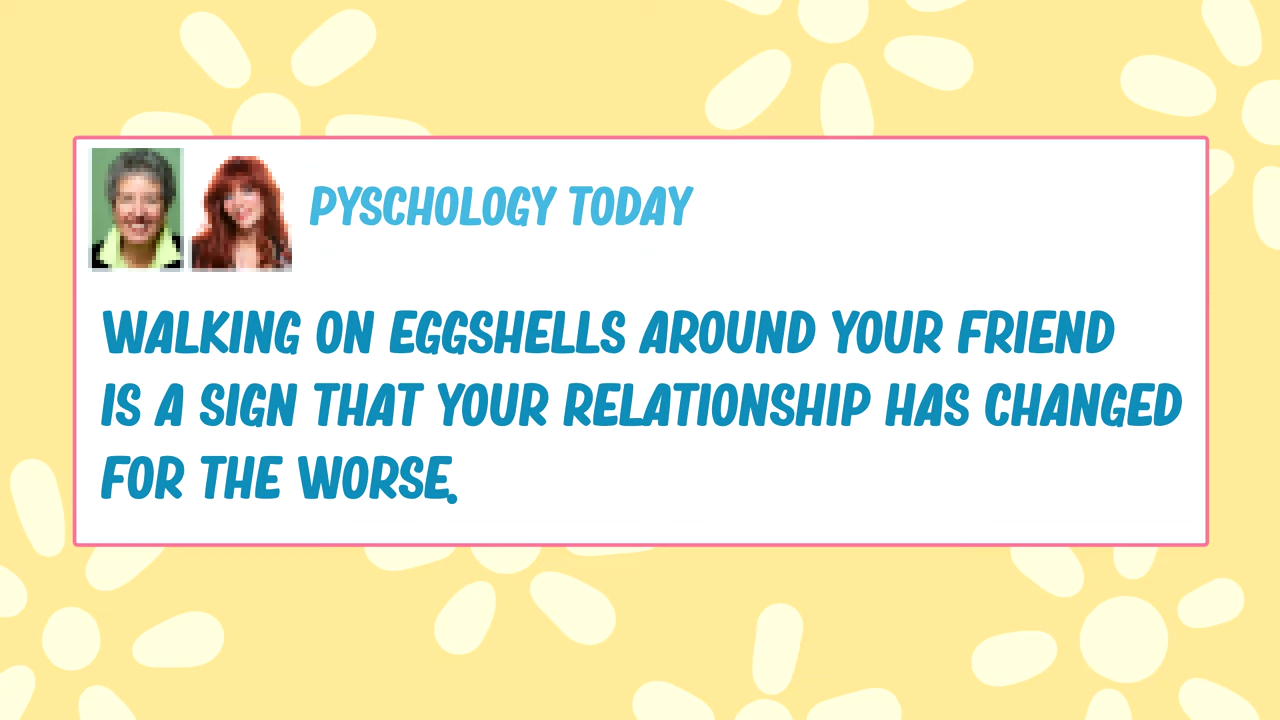 PYSCHOLOGY TODAY
WALKING ON EGGSHELLS AROUND YOUR FRIEND
IS A SIGN THAT YOUR RELATIONSHIP HAS CHANGED
FOR THE WORSE.